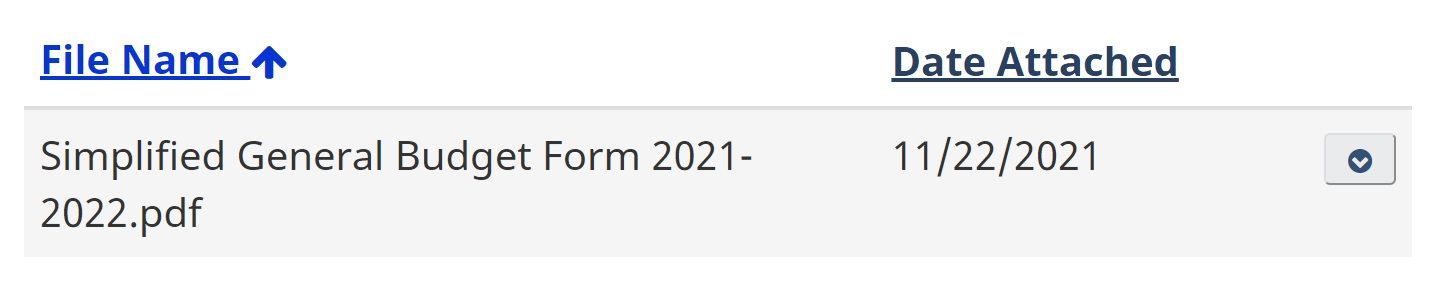 File Name Date Attached
Simplified General Budget Form 2021- 11/22/2021
2022.pdf